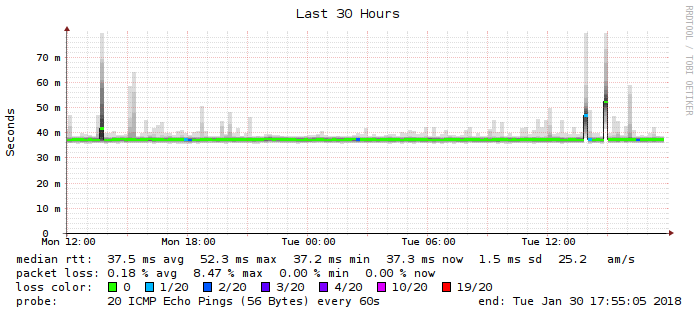 Last 30 Hours
RRDTOOL / TOBI OETIKER
Seconds
70 m
60 m
50 m
40 m
30 m
20 m
10 m
0
Mon 12:00 Mon 18:00 Tue 00:00 Tue 06:00 Tue 12:00
median rtt: 37.5 ms avg 52.3 ms max 37.2 ms min 37.3 ms now 1.5 ms sd 25.2 am/s
packet loss: 0.18 % avg 8.47 % max 0.00 % min 0.00 % now
loss color: 0 1/20 2/20 3/20 4/20 10/20 19/20
probe: 20 ICMP Echo Pings (56 Bytes) every 60s end: Tue Jan 30 17:55:05 2018